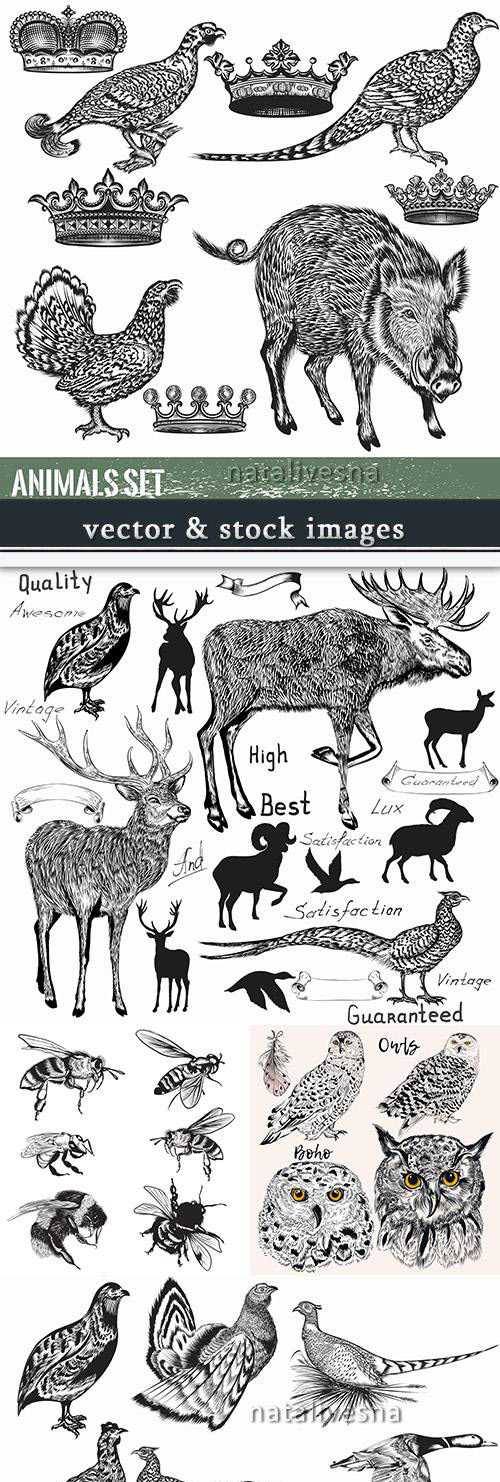 natalivesna
ANIMALS SET
vector & stock images
Quality
Awesome
Vintage
High
Guaranteed
Best
Lux
Satisfaction
And
Satisfaction
Vintage
Guaranteed
Owls
Boho
natalivesna